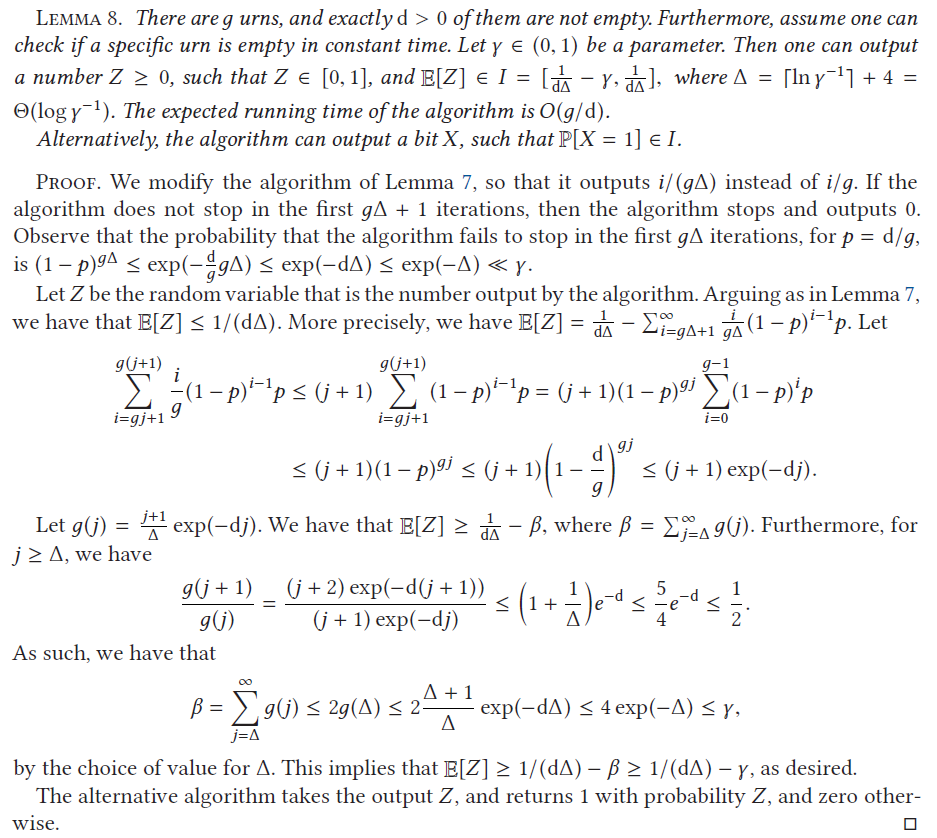 LEMMA 8. There are g urns, and exactly d > 0 of them are not empty. Furthermore, assume one can
check if a specific urn is empty in constant time. Let γ ∈ (0, 1) be a parameter. Then one can output
a number Z ≥ 0, such that Z ∈ [0, 1], and 𝔼[Z] ∈ I = [1/dΔ − γ, 1/dΔ], where Δ = ⌈ln γ⁻¹⌉ + 4 =
Θ(log γ⁻¹). The expected running time of the algorithm is O(g/d).
Alternatively, the algorithm can output a bit X, such that ℙ[X = 1] ∈ I.
PROOF. We modify the algorithm of Lemma 7, so that it outputs i/(gΔ) instead of i/g. If the
algorithm does not stop in the first gΔ + 1 iterations, then the algorithm stops and outputs 0.
Observe that the probability that the algorithm fails to stop in the first gΔ iterations, for p = d/g,
is (1 − p)^{gΔ} ≤ exp(−\frac{d}{g}gΔ) ≤ exp(−dΔ) ≤ exp(−Δ) ≪ γ.
Let Z be the random variable that is the number output by the algorithm. Arguing as in Lemma 7,
we have that 𝔼[Z] ≤ 1/(dΔ). More precisely, we have 𝔼[Z] = \frac{1}{dΔ} − ∑_{i=gΔ+1}^{∞} \frac{i}{gΔ}(1 − p)^{i−1}p. Let
∑_{i=gj+1}^{g(j+1)} \frac{i}{g}(1 − p)^{i−1}p ≤ (j + 1) ∑_{i=gj+1}^{g(j+1)} (1 − p)^{i−1}p = (j + 1)(1 − p)^{gj} ∑_{i=0}^{g−1} (1 − p)^{i}p
≤ (j + 1)(1 − p)^{gj} ≤ (j + 1)(1 − \frac{d}{g})^{gj} ≤ (j + 1) exp(−dj).
Let g(j) = \frac{j+1}{Δ} exp(−dj). We have that 𝔼[Z] ≥ \frac{1}{dΔ} − β, where β = ∑_{j=Δ}^{∞} g(j). Furthermore, for
j ≥ Δ, we have
\frac{g(j + 1)}{g(j)} = \frac{(j + 2) exp(−d(j + 1))}{(j + 1) exp(−dj)} ≤ (1 + \frac{1}{Δ})e^{−d} ≤ \frac{5}{4}e^{−d} ≤ \frac{1}{2}.
As such, we have that
β = ∑_{j=Δ}^{∞} g(j) ≤ 2g(Δ) ≤ 2\frac{Δ + 1}{Δ} exp(−dΔ) ≤ 4 exp(−Δ) ≤ γ,
by the choice of value for Δ. This implies that 𝔼[Z] ≥ 1/(dΔ) − β ≥ 1/(dΔ) − γ, as desired.
The alternative algorithm takes the output Z, and returns 1 with probability Z, and zero other-
wise. □